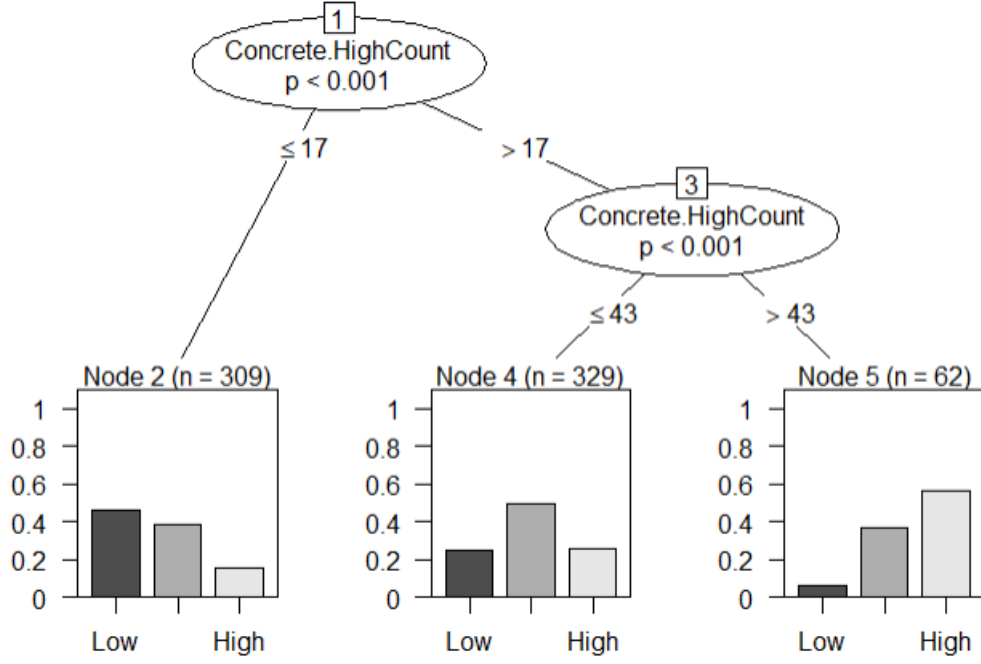 1
Concrete.HighCount
p < 0.001
≤ 17
> 17
3
Concrete.HighCount
p < 0.001
≤ 43
> 43
Node 2 (n = 309)
1
0.8
0.6
0.4
0.2
0
Low High
Node 4 (n = 329)
1
0.8
0.6
0.4
0.2
0
Low High
Node 5 (n = 62)
1
0.8
0.6
0.4
0.2
0
Low High